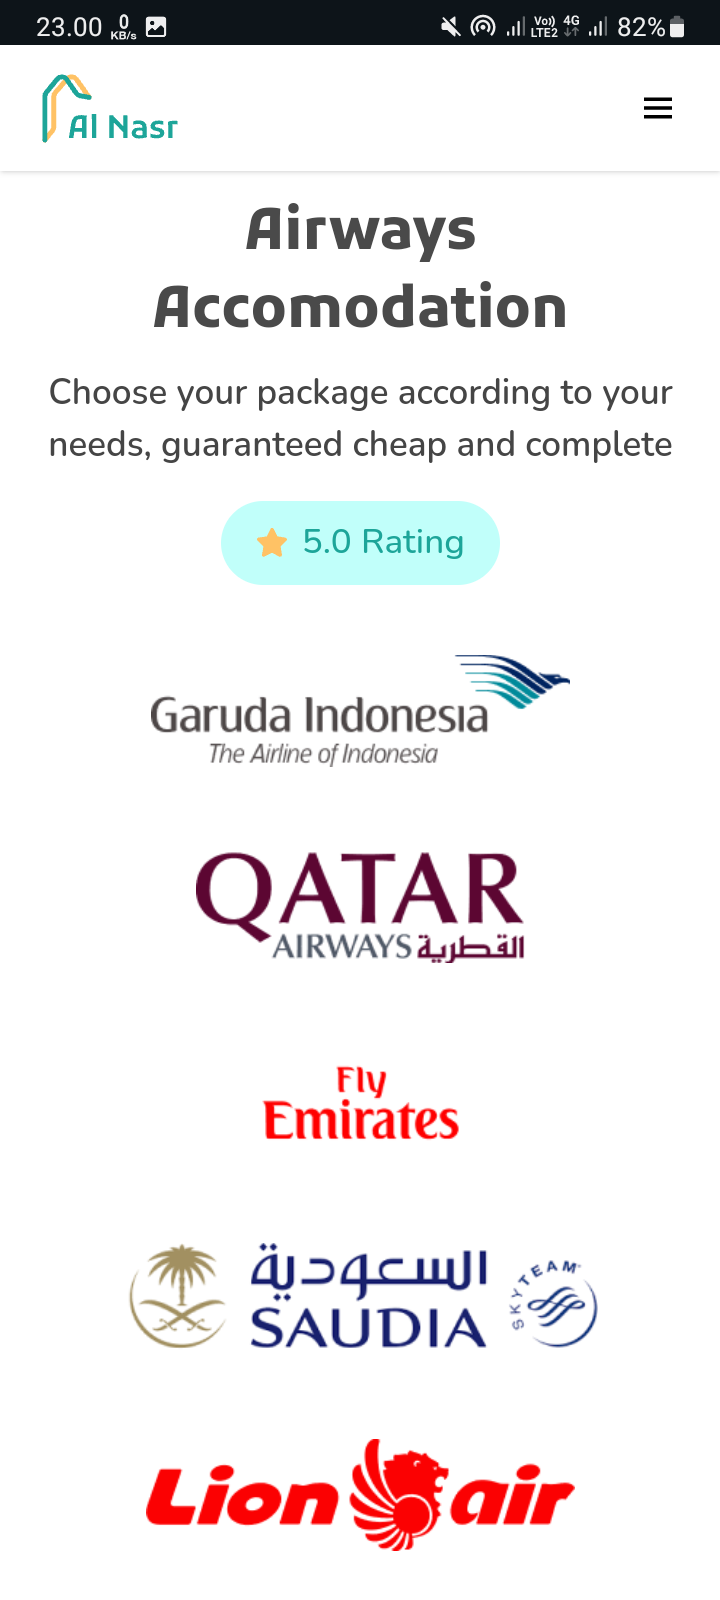 23.00 0 KB/s Vo)) LTE2 4G 82%
Al Nasr
Airways
Accomodation
Choose your package according to your
needs, guaranteed cheap and complete
5.0 Rating
Garuda Indonesia
The Airline of Indonesia
QATAR
AIRWAYS القطرية
Fly
Emirates
السعودية
SAUDIA
SKYTEAM
Lion air